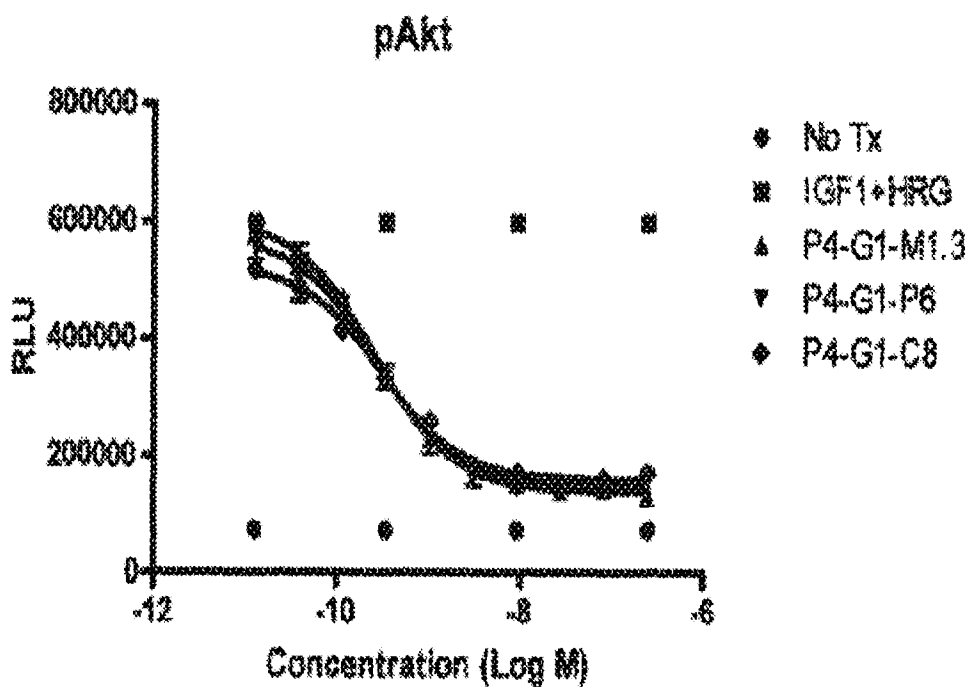 pAkt
800000
600000
400000
200000
0
RLU
-12
-10
-8
-6
Concentration (Log M)
No Tx
IGF1+HRG
P4-G1-M1.3
P4-G1-P6
P4-G1-C8